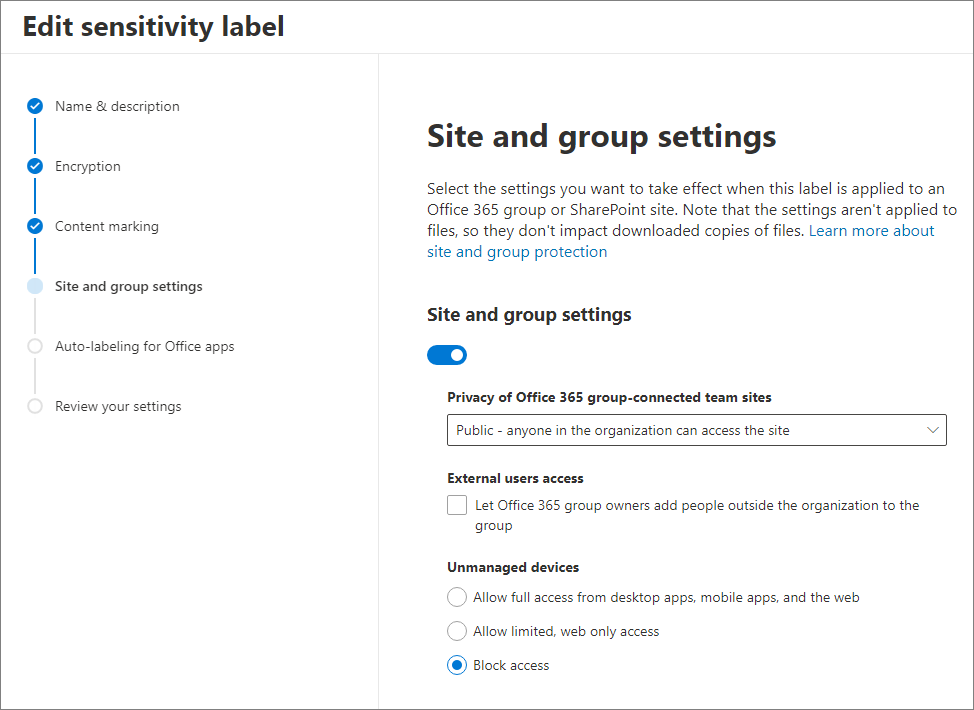 Edit sensitivity label
Name & description
Encryption
Content marking
Site and group settings
Auto-labeling for Office apps
Review your settings
Site and group settings
Select the settings you want to take effect when this label is applied to an
Office 365 group or SharePoint site. Note that the settings aren't applied to
files, so they don't impact downloaded copies of files. Learn more about
site and group protection
Site and group settings
Privacy of Office 365 group-connected team sites
Public - anyone in the organization can access the site
External users access
Let Office 365 group owners add people outside the organization to the
group
Unmanaged devices
Allow full access from desktop apps, mobile apps, and the web
Allow limited, web only access
Block access